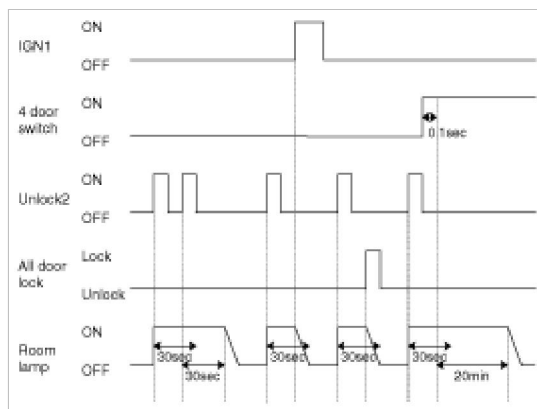 IGN1
ON
OFF
4 door
switch
ON
OFF
0.1sec
Unlock2
ON
OFF
All door
lock
Lock
Unlock
Room
lamp
ON
OFF
30sec
30sec
30sec
30sec
30sec
20min